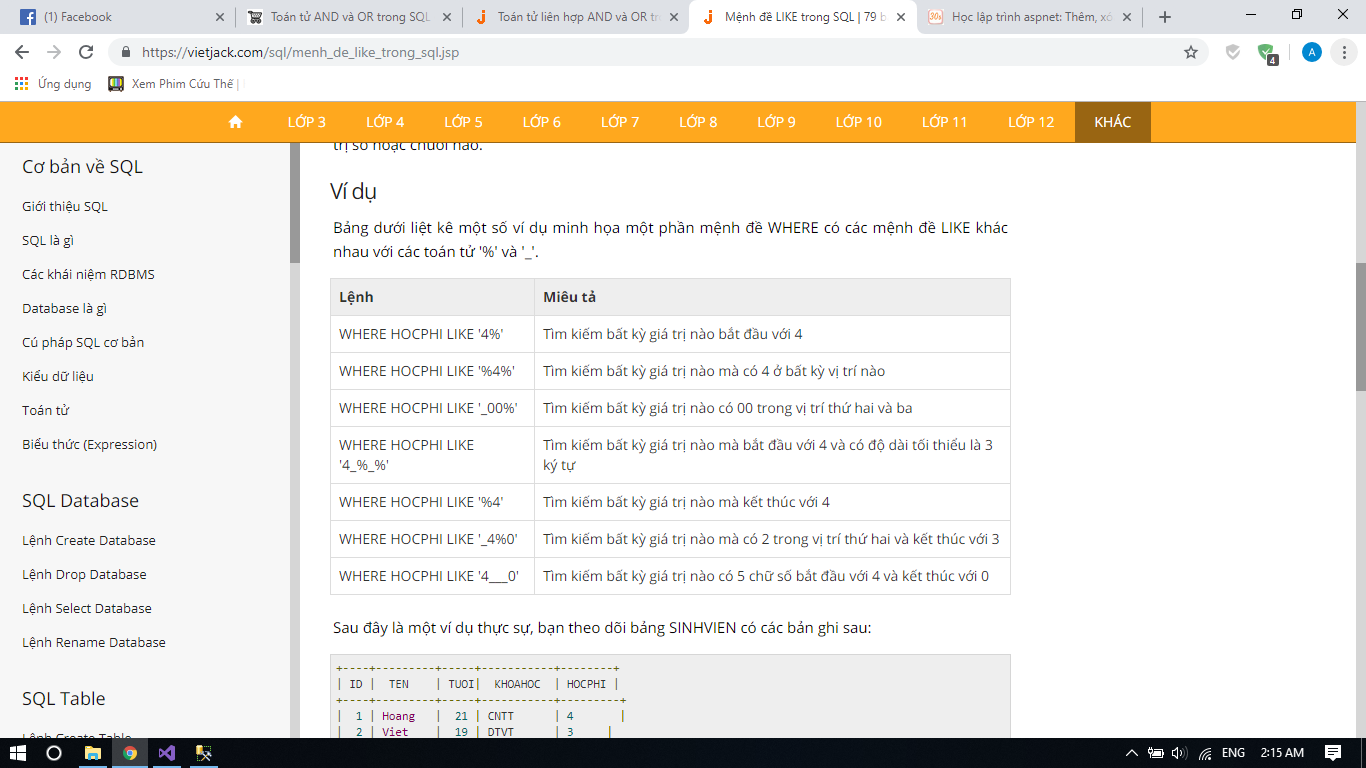 (1) Facebook
Toán tử AND và OR trong SQL
Toán tử liên hợp AND và OR tr
Mệnh đề LIKE trong SQL | 79 b
Học lập trình aspnet: Thêm, xó
https://vietjack.com/sql/menh_de_like_trong_sql.jsp
4
A
Ứng dụng
Xem Phim Cứu Thế |
LỚP 3
LỚP 4
LỚP 5
LỚP 6
LỚP 7
LỚP 8
LỚP 9
LỚP 10
LỚP 11
LỚP 12
KHÁC
Cơ bản về SQL
Giới thiệu SQL
SQL là gì
Các khái niệm RDBMS
Database là gì
Cú pháp SQL cơ bản
Kiểu dữ liệu
Toán tử
Biểu thức (Expression)
SQL Database
Lệnh Create Database
Lệnh Drop Database
Lệnh Select Database
Lệnh Rename Database
SQL Table
Lệnh Create Table
trị số hoặc chuỗi nào.
Ví dụ
Bảng dưới liệt kê một số ví dụ minh họa một phần mệnh đề WHERE có các mệnh đề LIKE khác
nhau với các toán tử '%' và '_'.
Lệnh
Miêu tả
WHERE HOCPHI LIKE '4%'
Tìm kiếm bất kỳ giá trị nào bắt đầu với 4
WHERE HOCPHI LIKE '%4%'
Tìm kiếm bất kỳ giá trị nào mà có 4 ở bất kỳ vị trí nào
WHERE HOCPHI LIKE '_00%'
Tìm kiếm bất kỳ giá trị nào có 00 trong vị trí thứ hai và ba
WHERE HOCPHI LIKE
'4_%_%'
Tìm kiếm bất kỳ giá trị nào mà bắt đầu với 4 và có độ dài tối thiểu là 3
ký tự
WHERE HOCPHI LIKE '%4'
Tìm kiếm bất kỳ giá trị nào mà kết thúc với 4
WHERE HOCPHI LIKE '_4%0'
Tìm kiếm bất kỳ giá trị nào mà có 2 trong vị trí thứ hai và kết thúc với 3
WHERE HOCPHI LIKE '4___0'
Tìm kiếm bất kỳ giá trị nào có 5 chữ số bắt đầu với 4 và kết thúc với 0
Sau đây là một ví dụ thực sự, bạn theo dõi bảng SINHVIEN có các bản ghi sau:
+----+---------+-----+-----------+--------+
| ID |  TEN    | TUOI|  KHOAHOC  | HOCPHI |
+----+---------+-----+-----------+---------+
|  1 | Hoang   |  21 | CNTT      | 4       |
|  2 | Viet    |  19 | DTVT      | 3     |
ENG
2:15 AM